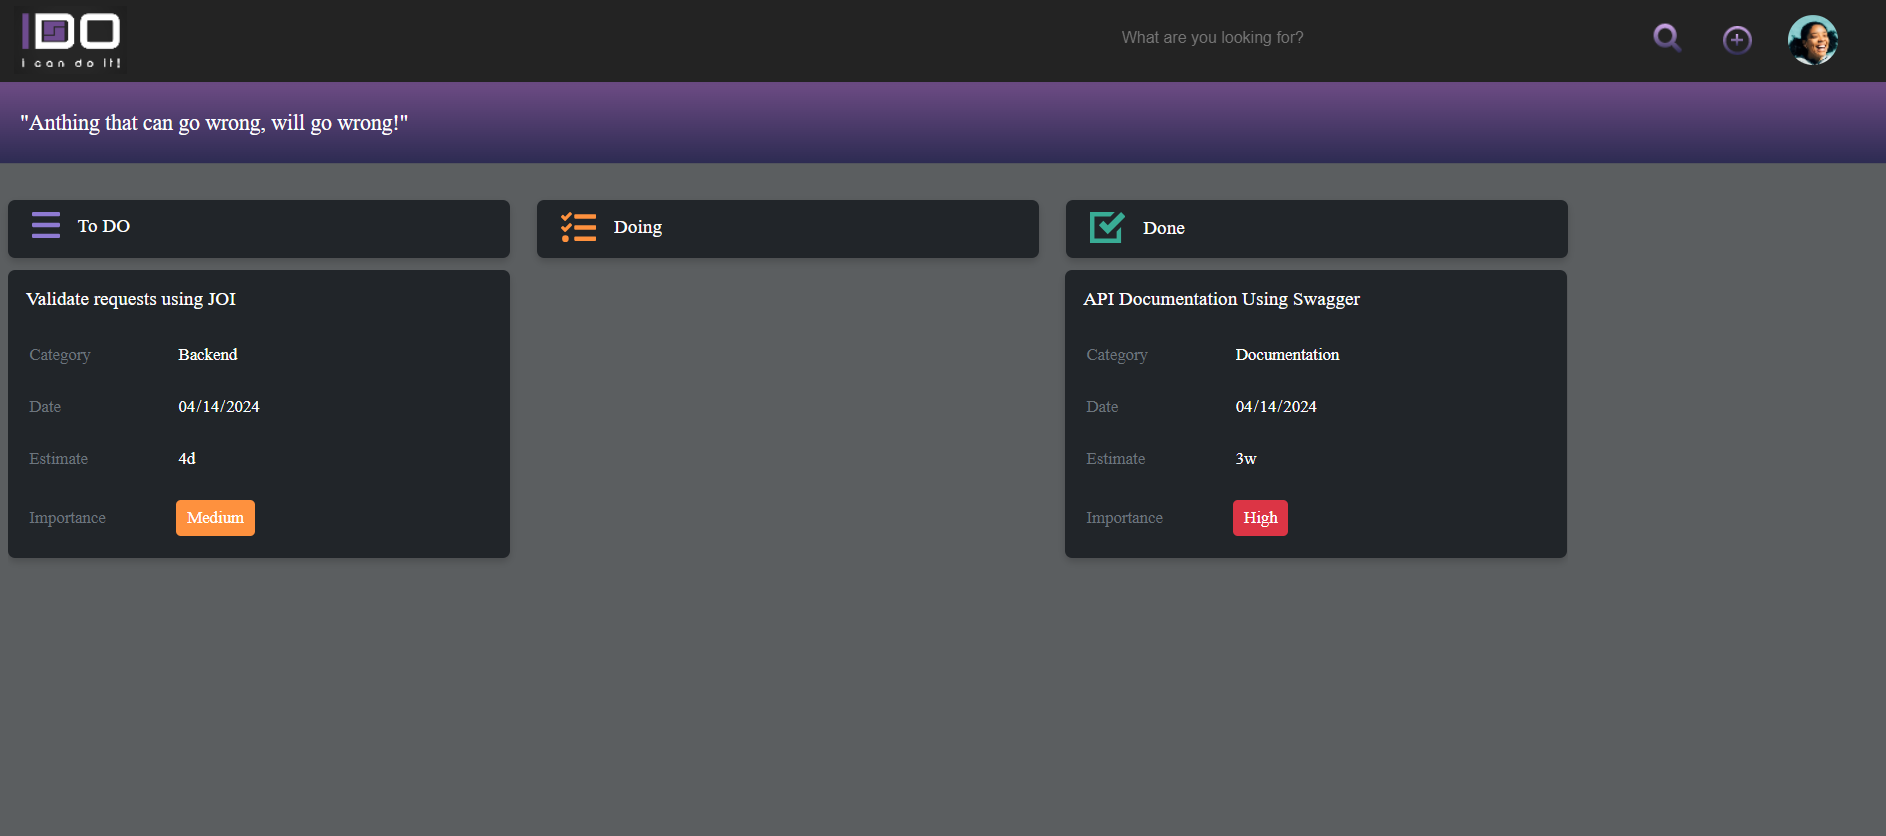 IDO
i can do it!
What are you looking for?
"Anthing that can go wrong, will go wrong!"
To DO
Doing
Done
Validate requests using JOI
Category Backend
Date 04/14/2024
Estimate 4d
Importance Medium
API Documentation Using Swagger
Category Documentation
Date 04/14/2024
Estimate 3w
Importance High